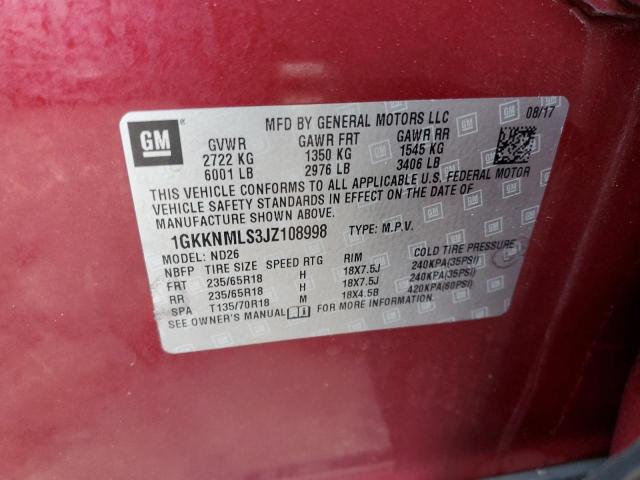 GM
®
MFD BY GENERAL MOTORS LLC 08/17
GVWR GAWR FRT GAWR RR
2722 KG 1350 KG 1545 KG
6001 LB 2976 LB 3406 LB
THIS VEHICLE CONFORMS TO ALL APPLICABLE U.S. FEDERAL MOTOR
VEHICLE SAFETY STANDARDS IN EFFECT ON THE DATE OF
MANUFACTURE SHOWN ABOVE.
1GKKNMLS3JZ108998 TYPE: M.P.V.
MODEL: ND26
NBFP TIRE SIZE SPEED RTG RIM COLD TIRE PRESSURE
FRT 235/65R18 H 18X7.5J 240KPA(35PSI)
RR 235/65R18 H 18X7.5J 240KPA(35PSI)
SPA T135/70R18 M 18X4.5B 420KPA(60PSI)
SEE OWNER'S MANUAL FOR MORE INFORMATION.